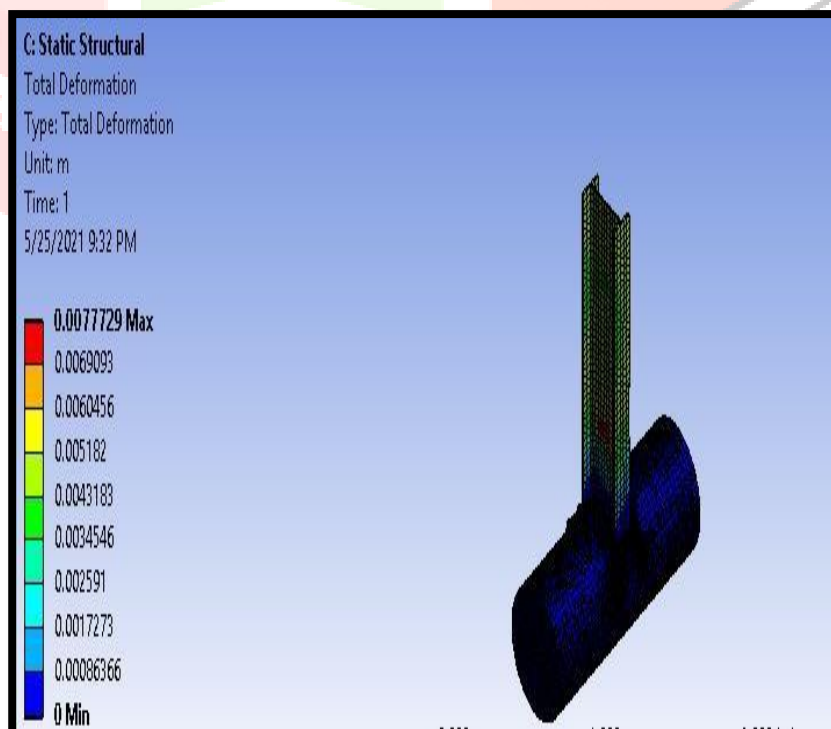 C: Static Structural
Total Deformation
Type: Total Deformation
Unit: m
Time: 1
5/25/2021 9:32 PM
0.0077729 Max
0.0069093
0.0060456
0.005182
0.0043183
0.0034546
0.002591
0.0017273
0.00086366
0 Min